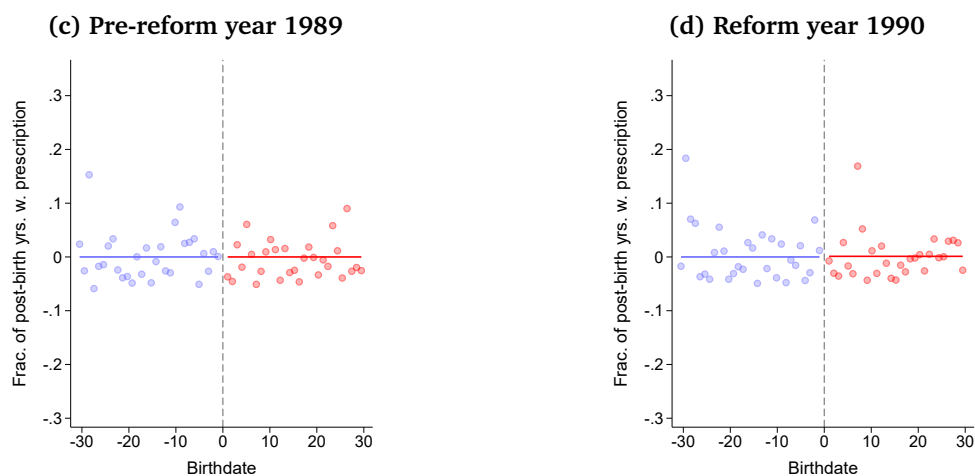 (c) Pre-reform year 1989
Frac. of post-birth yrs. w. prescription
.3
.2
.1
0
-.1
-.2
-.3
-30 -20 -10 0 10 20 30
Birthdate
(d) Reform year 1990
Frac. of post-birth yrs. w. prescription
.3
.2
.1
0
-.1
-.2
-.3
-30 -20 -10 0 10 20 30
Birthdate